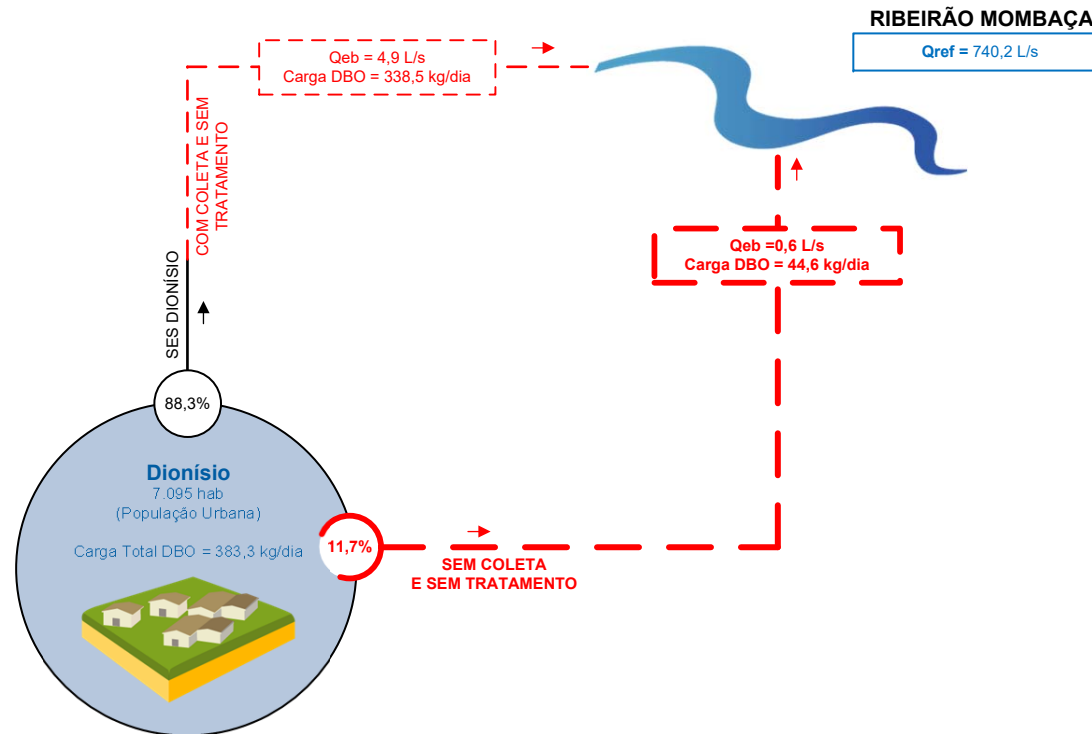 RIBEIRÃO MOMBAÇA
Qref = 740,2 L/s
Qeb = 4,9 L/s
Carga DBO = 338,5 kg/dia
COM COLETA E SEM
TRATAMENTO
SES DIONÍSIO
Qeb =0,6 L/s
Carga DBO = 44,6 kg/dia
88,3%
Dionísio
7.095 hab
(População Urbana)
Carga Total DBO = 383,3 kg/dia
11,7%
SEM COLETA
E SEM TRATAMENTO